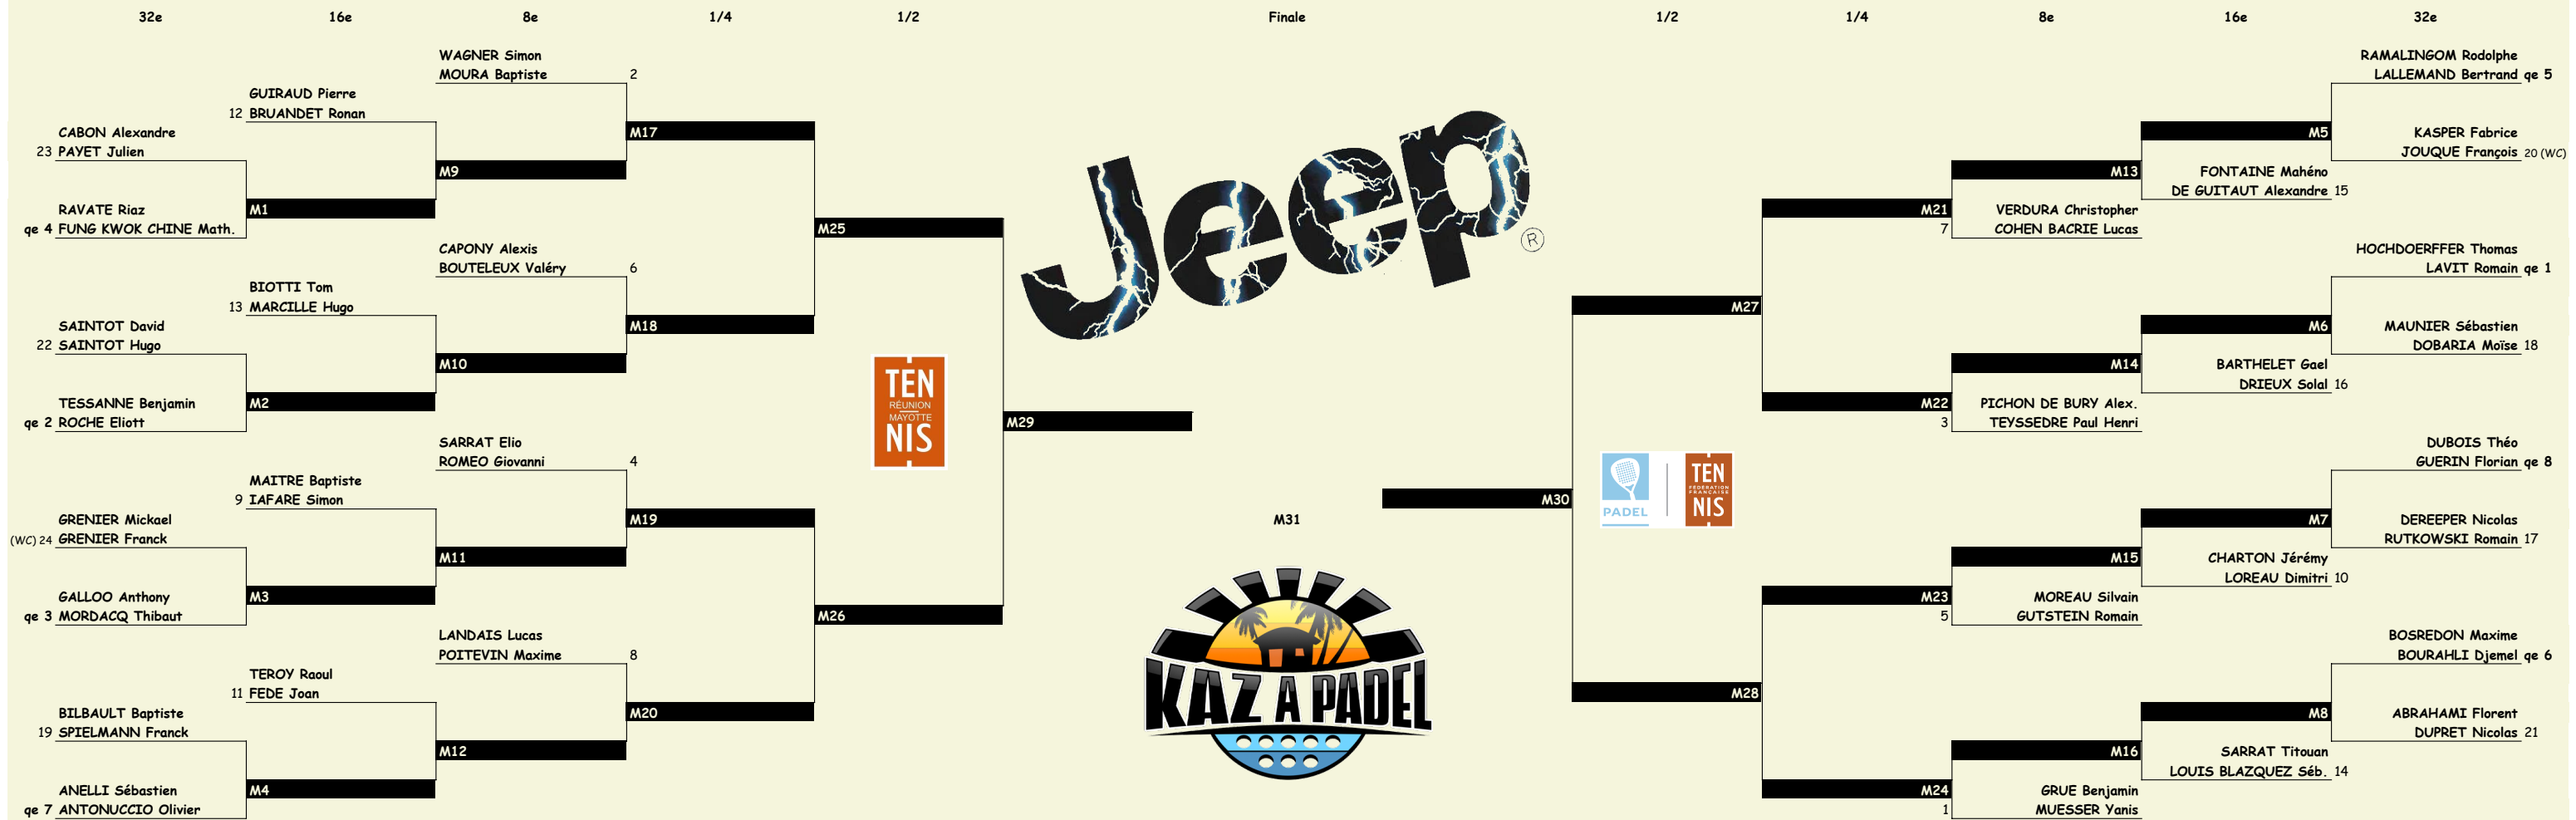 32e 16e 8e 1/4 1/2 Finale 1/2 1/4 8e 16e 32e
WAGNER Simon
MOURA Baptiste 2
GUIRAUD Pierre
12 BRUANDET Ronan
CABON Alexandre
23 PAYET Julien
M17
M9
RAVATE Riaz
qe 4 FUNG KWOK CHINE Math.
M1
M25
CAPONY Alexis
BOUTELEUX Valéry 6
BIOTTI Tom
13 MARCILLE Hugo
SAINTOT David
22 SAINTOT Hugo
M18
M10
TESSANNE Benjamin
qe 2 ROCHE Eliott
M2
M29
SARRAT Elio
ROMEO Giovanni 4
MAITRE Baptiste
9 IAFARE Simon
GRENIER Mickael
(WC) 24 GRENIER Franck
M19
M11
GALLOO Anthony
qe 3 MORDACQ Thibaut
M3
M26
LANDAIS Lucas
POITEVIN Maxime 8
TEROY Raoul
11 FEDE Joan
BILBAULT Baptiste
19 SPIELMANN Franck
M20
M12
ANELLI Sébastien
qe 7 ANTONUCCIO Olivier
M4
TEN
RÉUNION
MAYOTTE
NIS
Jeep
®
M31
KAZ A PADEL
M30
PADEL
TEN
FÉDÉRATION
FRANÇAISE
NIS
RAMALINGOM Rodolphe
LALLEMAND Bertrand qe 5
M5
KASPER Fabrice
JOUQUE François 20 (WC)
M13
FONTAINE Mahéno
DE GUITAUT Alexandre 15
M21
VERDURA Christopher
7 COHEN BACRIE Lucas
HOCHDOERFFER Thomas
LAVIT Romain qe 1
M27
M6
MAUNIER Sébastien
DOBARIA Moïse 18
M14
BARTHELET Gael
DRIEUX Solal 16
M22
PICHON DE BURY Alex.
3 TEYSSEDRE Paul Henri
DUBOIS Théo
GUERIN Florian qe 8
M7
DEREEPER Nicolas
RUTKOWSKI Romain 17
M15
CHARTON Jérémy
LOREAU Dimitri 10
M23
MOREAU Silvain
5 GUTSTEIN Romain
BOSREDON Maxime
BOURAHLI Djemel qe 6
M28
M8
ABRAHAMI Florent
DUPRET Nicolas 21
M16
SARRAT Titouan
LOUIS BLAZQUEZ Séb. 14
M24
GRUE Benjamin
1 MUESSER Yanis